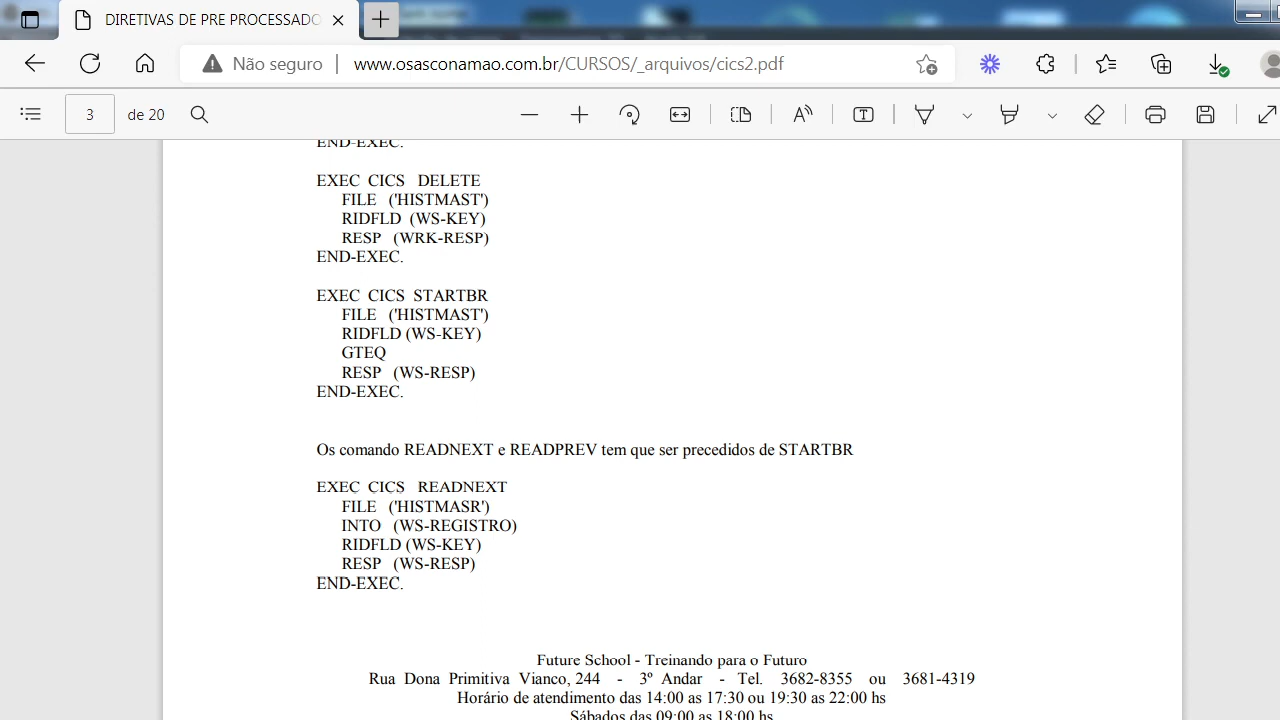 DIRETIVAS DE PRE PROCESSADO
Não seguro
www.osasconamao.com.br/CURSOS/_arquivos/cics2.pdf
3 de 20
END-EXEC.
EXEC CICS DELETE
FILE ('HISTMAST')
RIDFLD (WS-KEY)
RESP (WRK-RESP)
END-EXEC.
EXEC CICS STARTBR
FILE ('HISTMAST')
RIDFLD (WS-KEY)
GTEQ
RESP (WS-RESP)
END-EXEC.
Os comando READNEXT e READPREV tem que ser precedidos de STARTBR
EXEC CICS READNEXT
FILE ('HISTMASR')
INTO (WS-REGISTRO)
RIDFLD (WS-KEY)
RESP (WS-RESP)
END-EXEC.
Future School - Treinando para o Futuro
Rua Dona Primitiva Vianco, 244 - 3º Andar - Tel. 3682-8355 ou 3681-4319
Horário de atendimento das 14:00 as 17:30 ou 19:30 as 22:00 hs
Sábados das 09:00 as 18:00 hs